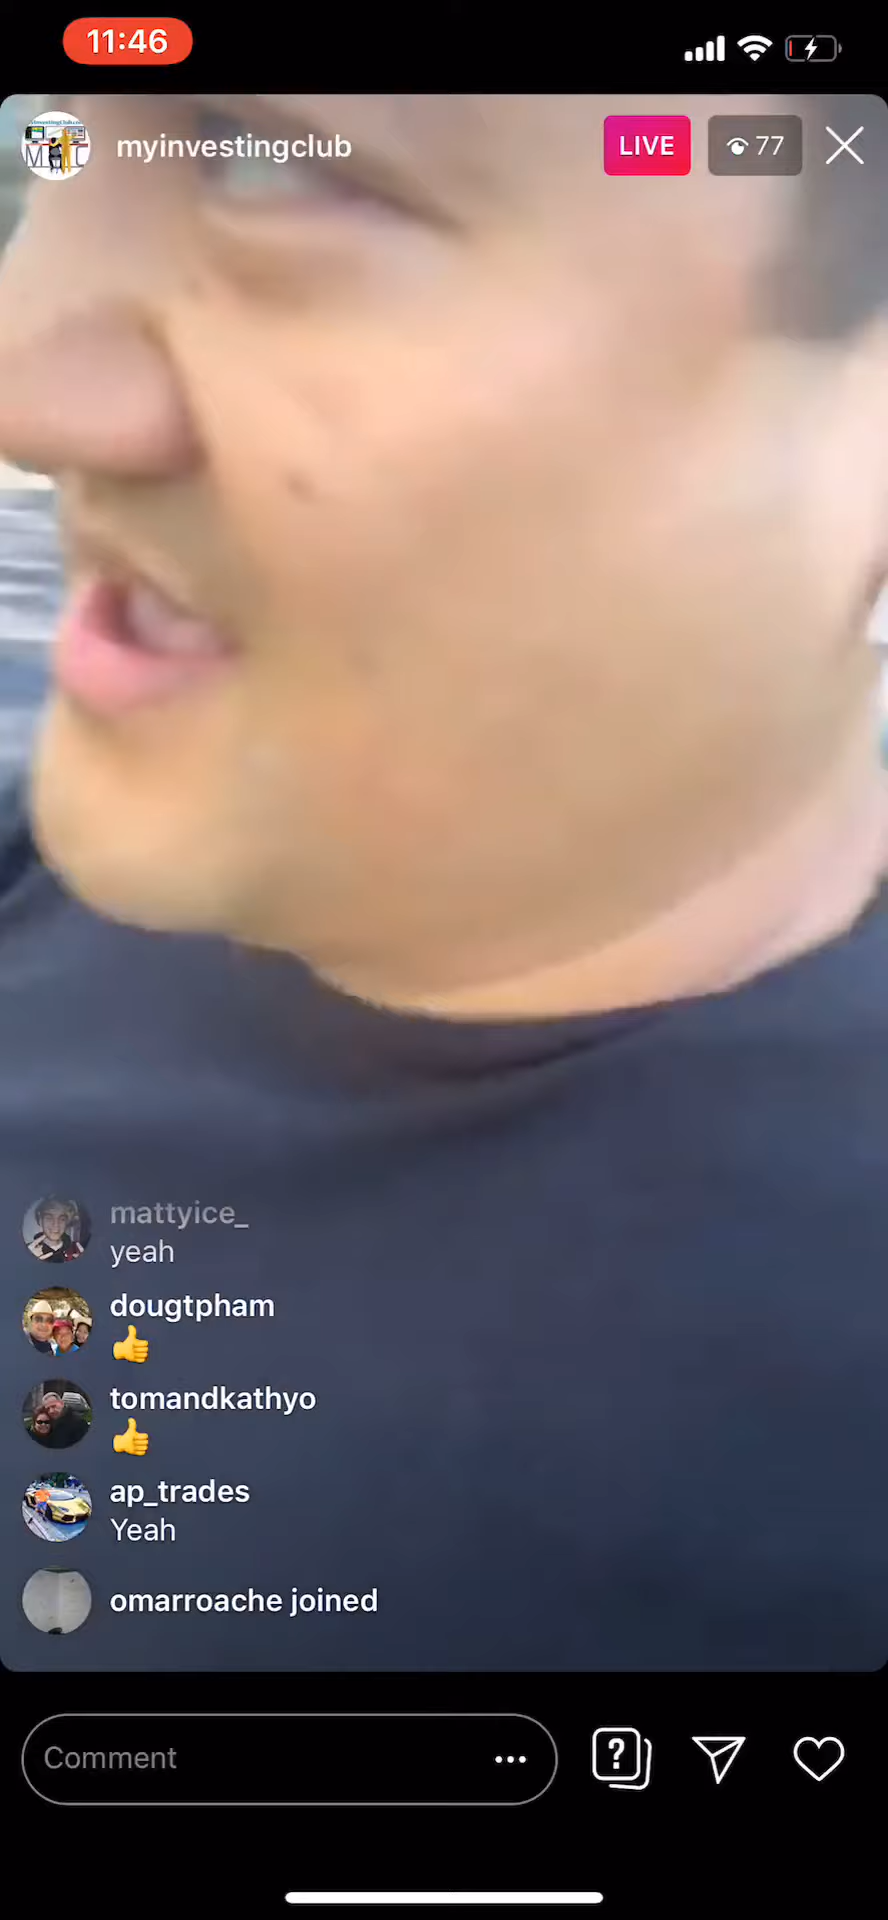 11:46
myinvestingclub
LIVE
77
mattyice_
yeah
dougtpham
👍
tomandkathyo
👍
ap_trades
Yeah
omarroache joined
Comment